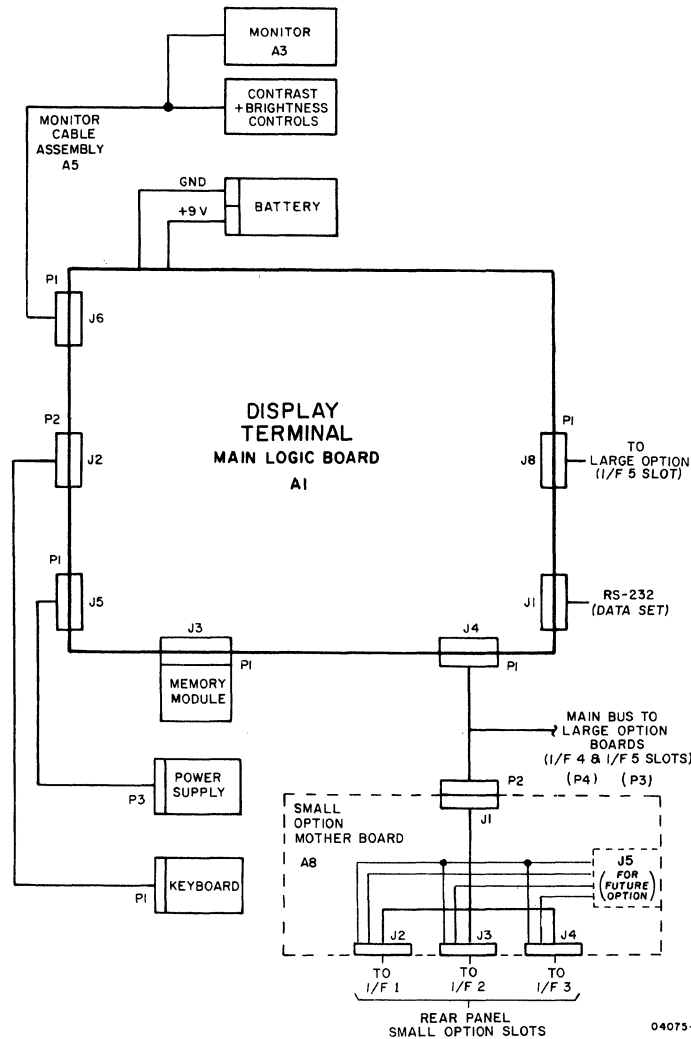 MONITOR
A3
CONTRAST
+BRIGHTNESS
CONTROLS
MONITOR
CABLE
ASSEMBLY
A5
GND
+9 V
BATTERY
P1
J6
P2
J2
P1
J5
DISPLAY
TERMINAL
MAIN LOGIC BOARD
A1
P1
J8
TO
LARGE OPTION
(I/F 5 SLOT)
J1
RS-232
(DATA SET)
J3
P1
MEMORY
MODULE
J4
P1
MAIN BUS TO
LARGE OPTION
BOARDS
(I/F 4 & I/F 5 SLOTS)
(P4) (P3)
P3
POWER
SUPPLY
P1
KEYBOARD
P2
J1
SMALL
OPTION
MOTHER BOARD
A8
J5
(FOR
FUTURE
OPTION)
J2
J3
J4
TO
I/F 1
TO
I/F 2
TO
I/F 3
REAR PANEL
SMALL OPTION SLOTS
04075-